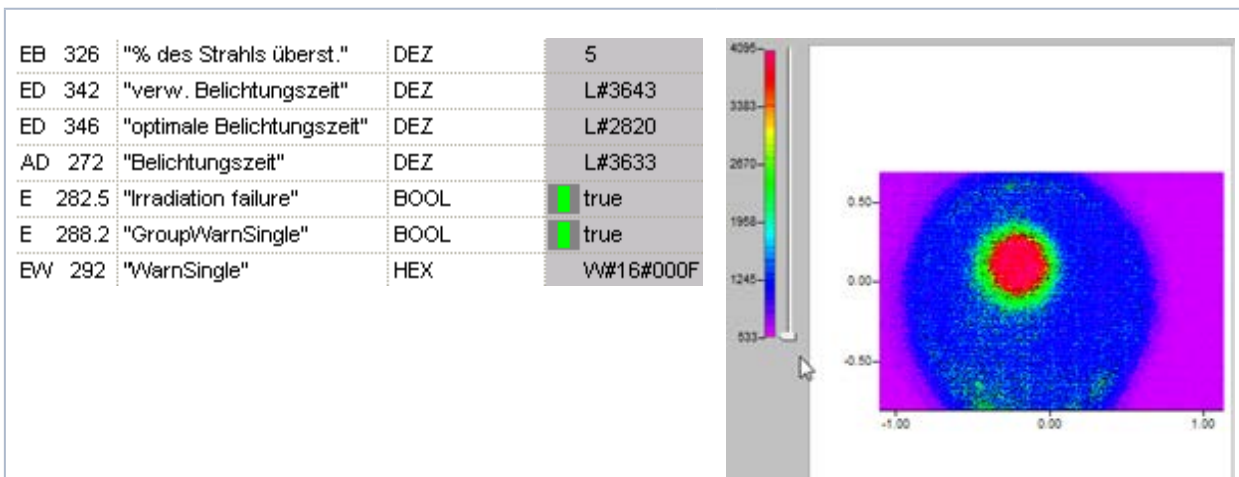 EB 326 "% des Strahls überst." DEZ 5
ED 342 "verw. Belichtungszeit" DEZ L#3643
ED 346 "optimale Belichtungszeit" DEZ L#2820
AD 272 "Belichtungszeit" DEZ L#3633
E 282.5 "Irradiation failure" BOOL true
E 288.2 "GroupWarnSingle" BOOL true
EW 292 "WarnSingle" HEX W#16#000F
4095
3383
2670
1958
1245
533
0.50
0.00
-0.50
-1.00 0.00 1.00